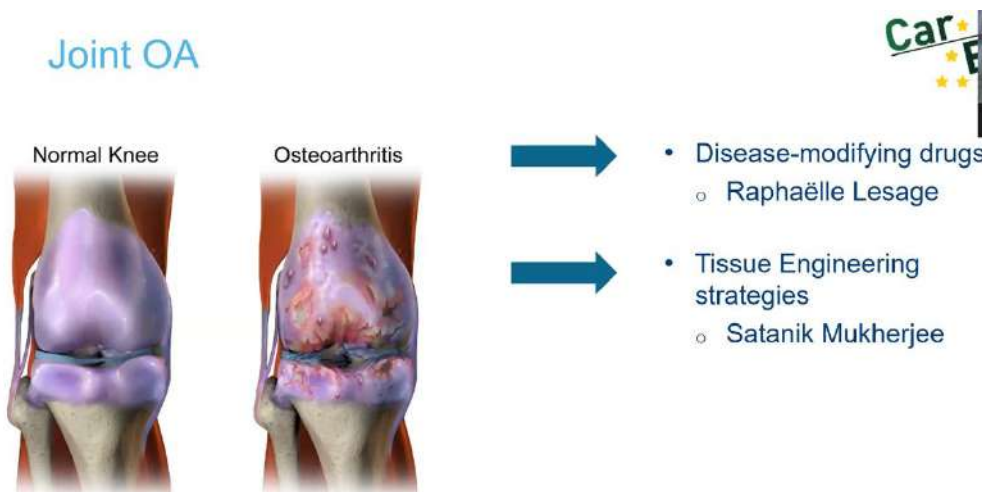 Joint OA
Car
Normal Knee
Osteoarthritis
• Disease-modifying drugs
o Raphaëlle Lesage
• Tissue Engineering
strategies
o Satanik Mukherjee